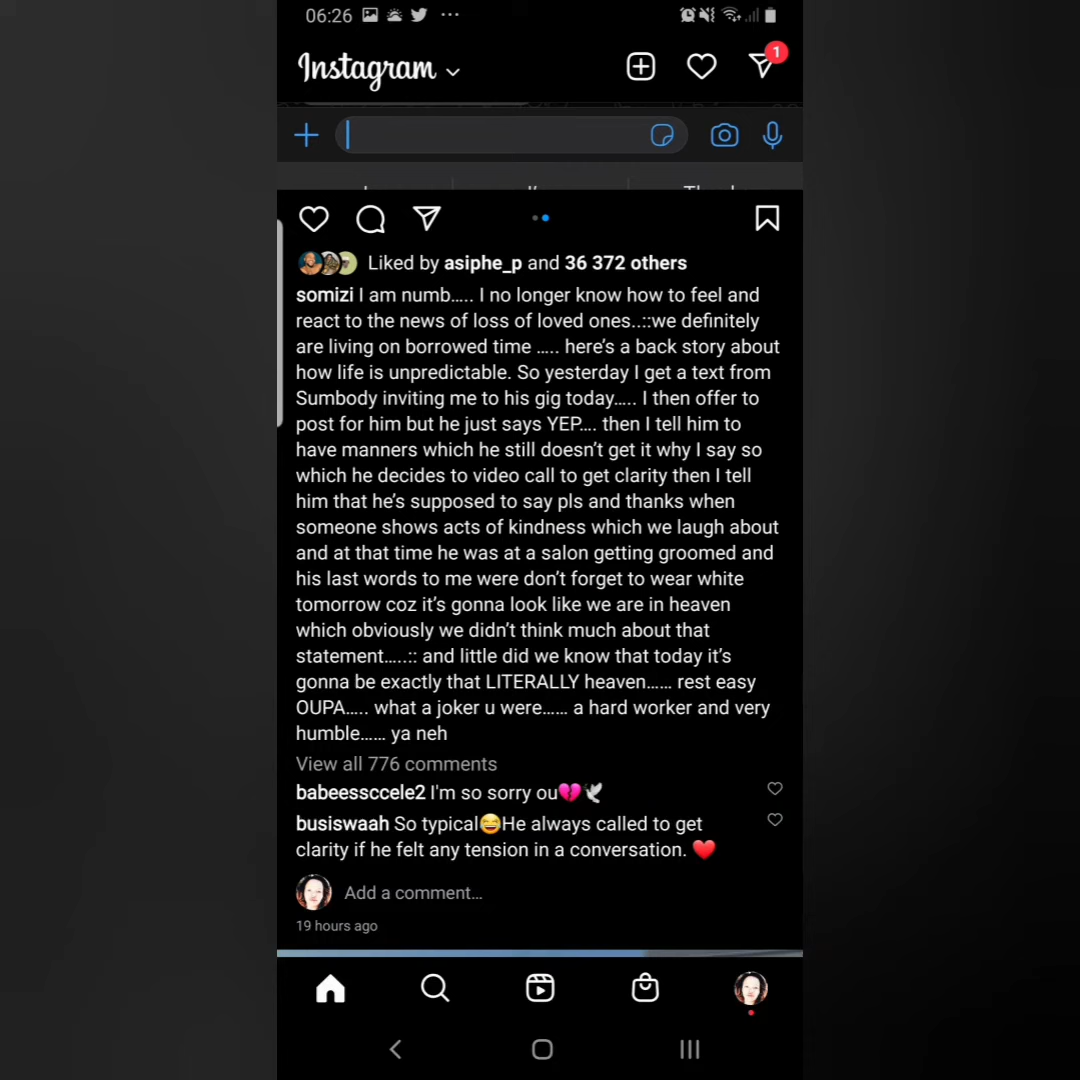 06:26
Instagram
1
Liked by asiphe_p and 36 372 others
somizi I am numb….. I no longer know how to feel and
react to the news of loss of loved ones..::we definitely
are living on borrowed time ….. here's a back story about
how life is unpredictable. So yesterday I get a text from
Sumbody inviting me to his gig today….. I then offer to
post for him but he just says YEP…. then I tell him to
have manners which he still doesn't get it why I say so
which he decides to video call to get clarity then I tell
him that he's supposed to say pls and thanks when
someone shows acts of kindness which we laugh about
and at that time he was at a salon getting groomed and
his last words to me were don't forget to wear white
tomorrow coz it's gonna look like we are in heaven
which obviously we didn't think much about that
statement…..:: and little did we know that today it's
gonna be exactly that LITERALLY heaven…… rest easy
OUPA….. what a joker u were…… a hard worker and very
humble…… ya neh
View all 776 comments
babeessccele2 I'm so sorry ou💔🕊
busiswaah So typical😂He always called to get
clarity if he felt any tension in a conversation. ❤️
Add a comment…
19 hours ago